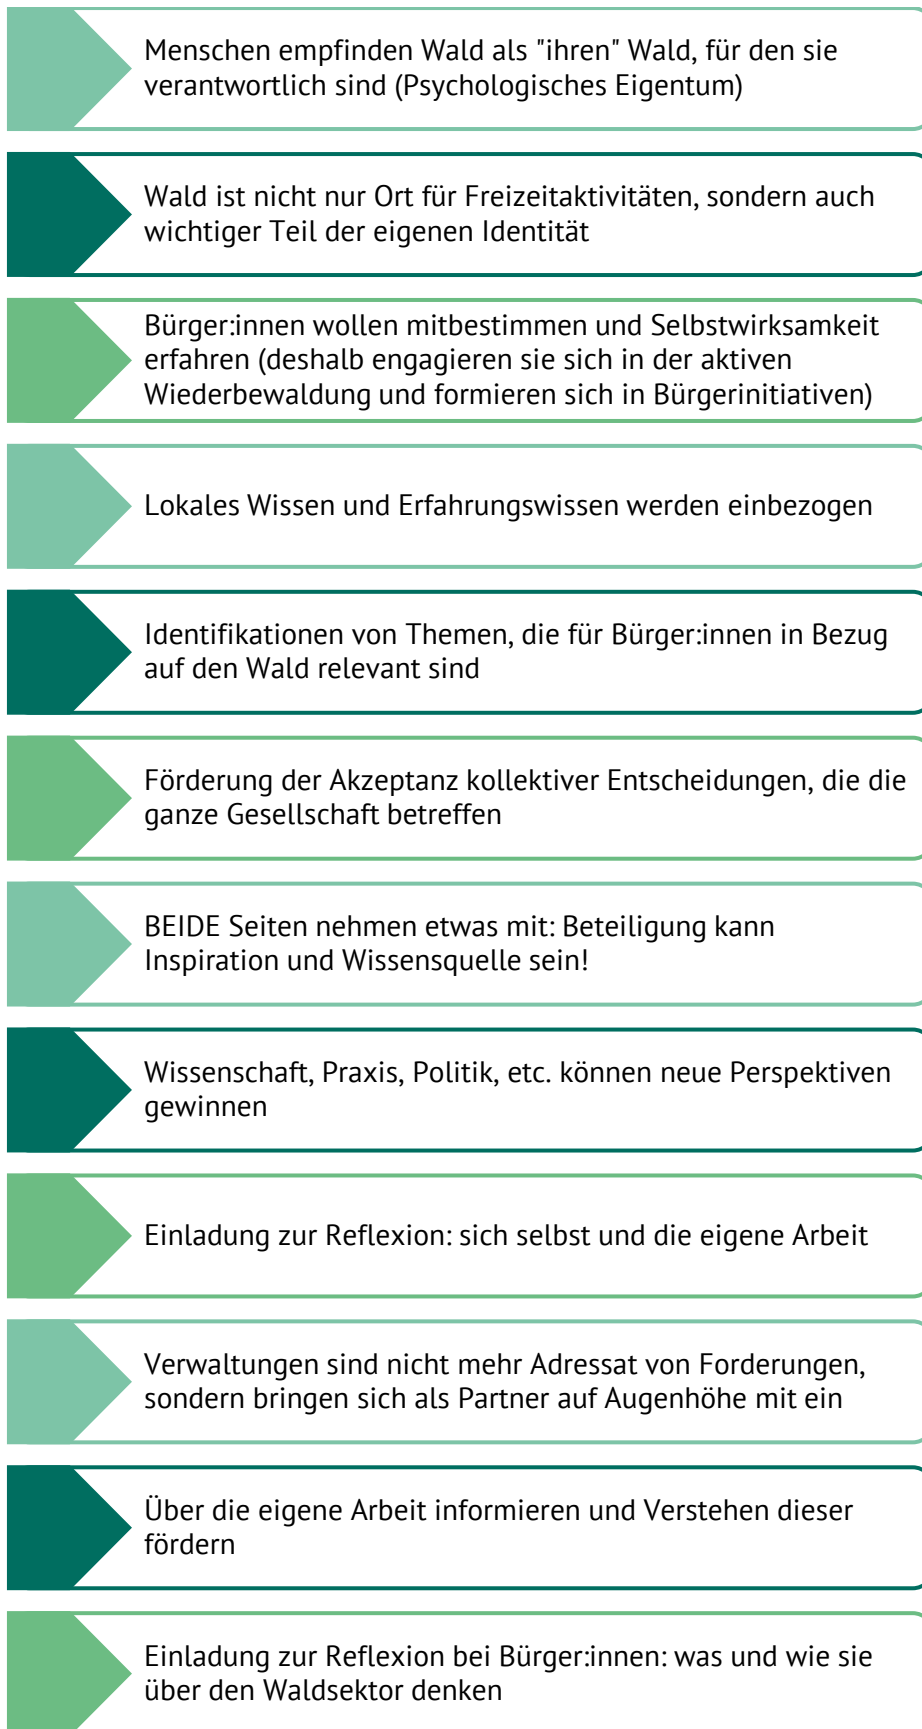 Menschen empfinden Wald als "ihren" Wald, für den sie
verantwortlich sind (Psychologisches Eigentum)
Wald ist nicht nur Ort für Freizeitaktivitäten, sondern auch
wichtiger Teil der eigenen Identität
Bürger:innen wollen mitbestimmen und Selbstwirksamkeit
erfahren (deshalb engagieren sie sich in der aktiven
Wiederbewaldung und formieren sich in Bürgerinitiativen)
Lokales Wissen und Erfahrungswissen werden einbezogen
Identifikationen von Themen, die für Bürger:innen in Bezug
auf den Wald relevant sind
Förderung der Akzeptanz kollektiver Entscheidungen, die die
ganze Gesellschaft betreffen
BEIDE Seiten nehmen etwas mit: Beteiligung kann
Inspiration und Wissensquelle sein!
Wissenschaft, Praxis, Politik, etc. können neue Perspektiven
gewinnen
Einladung zur Reflexion: sich selbst und die eigene Arbeit
Verwaltungen sind nicht mehr Adressat von Forderungen,
sondern bringen sich als Partner auf Augenhöhe mit ein
Über die eigene Arbeit informieren und Verstehen dieser
fördern
Einladung zur Reflexion bei Bürger:innen: was und wie sie
über den Waldsektor denken